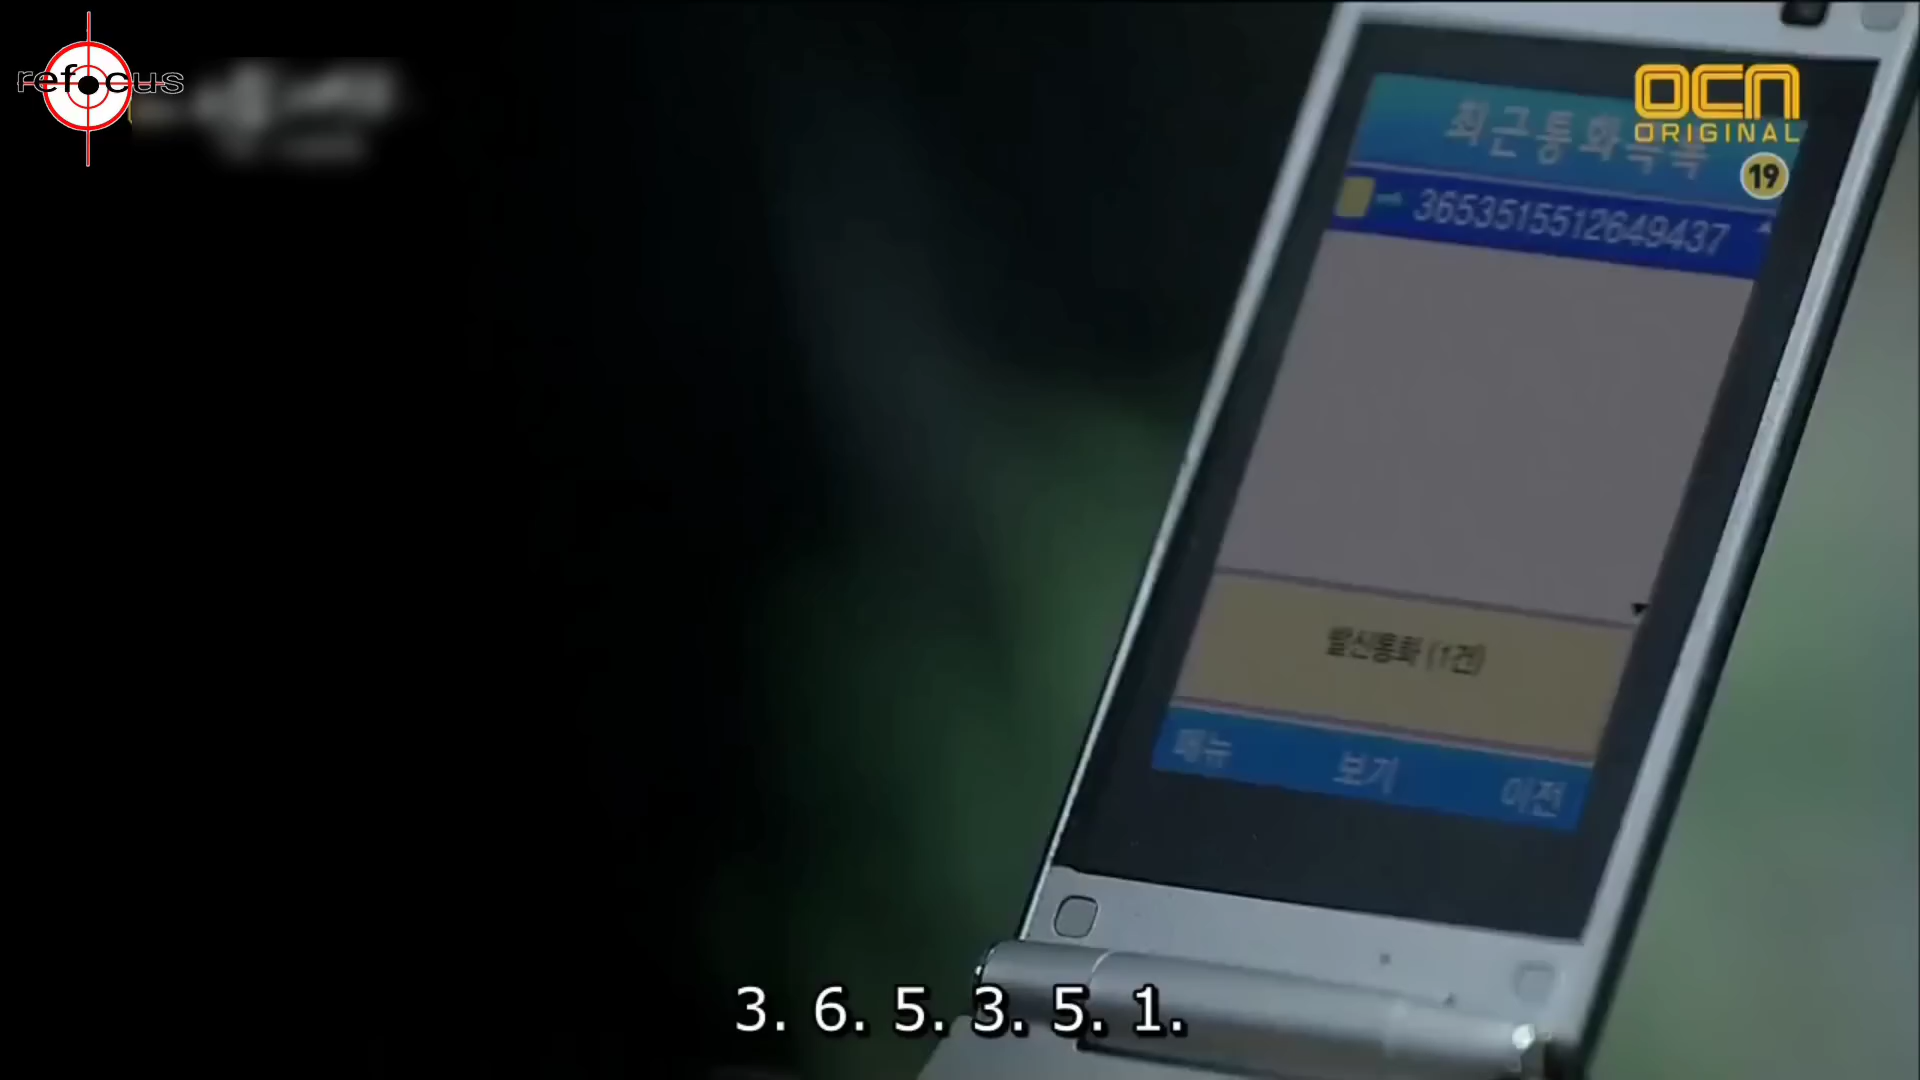 refocus
OCN
ORIGINAL
19
최근통화목록
3653515512649437
발신통화 (1건)
메뉴 보기 이전
3. 6. 5. 3. 5. 1.